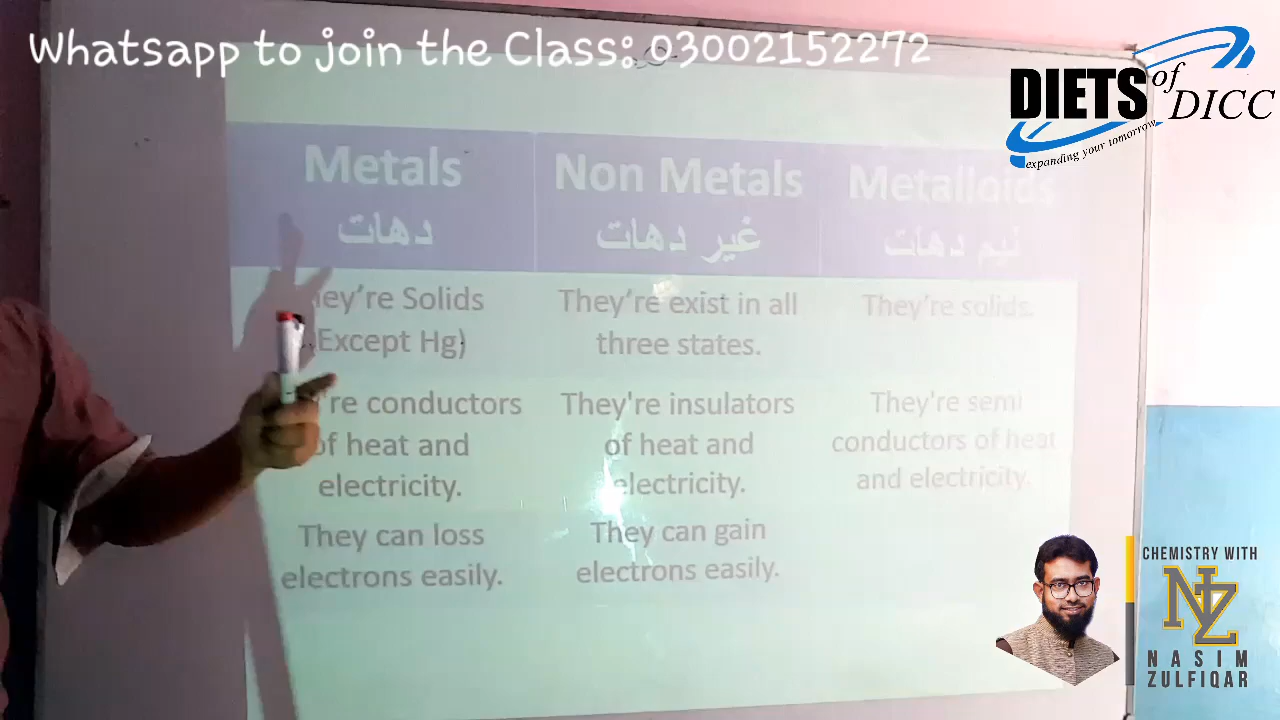 Whatsapp to join the Class: 03002152272
DIETS of DICC
expanding your tomorrow
Metals
دھات
Non Metals
غیر دھات
Metalloids
نیم دھات
ey're Solids
Except Hg)
They're exist in all
three states.
They're solids.
're conductors
of heat and
electricity.
They're insulators
of heat and
electricity.
They're semi
conductors of heat
and electricity.
They can loss
electrons easily.
They can gain
electrons easily.
CHEMISTRY WITH
NZ
NASIM
ZULFIQAR